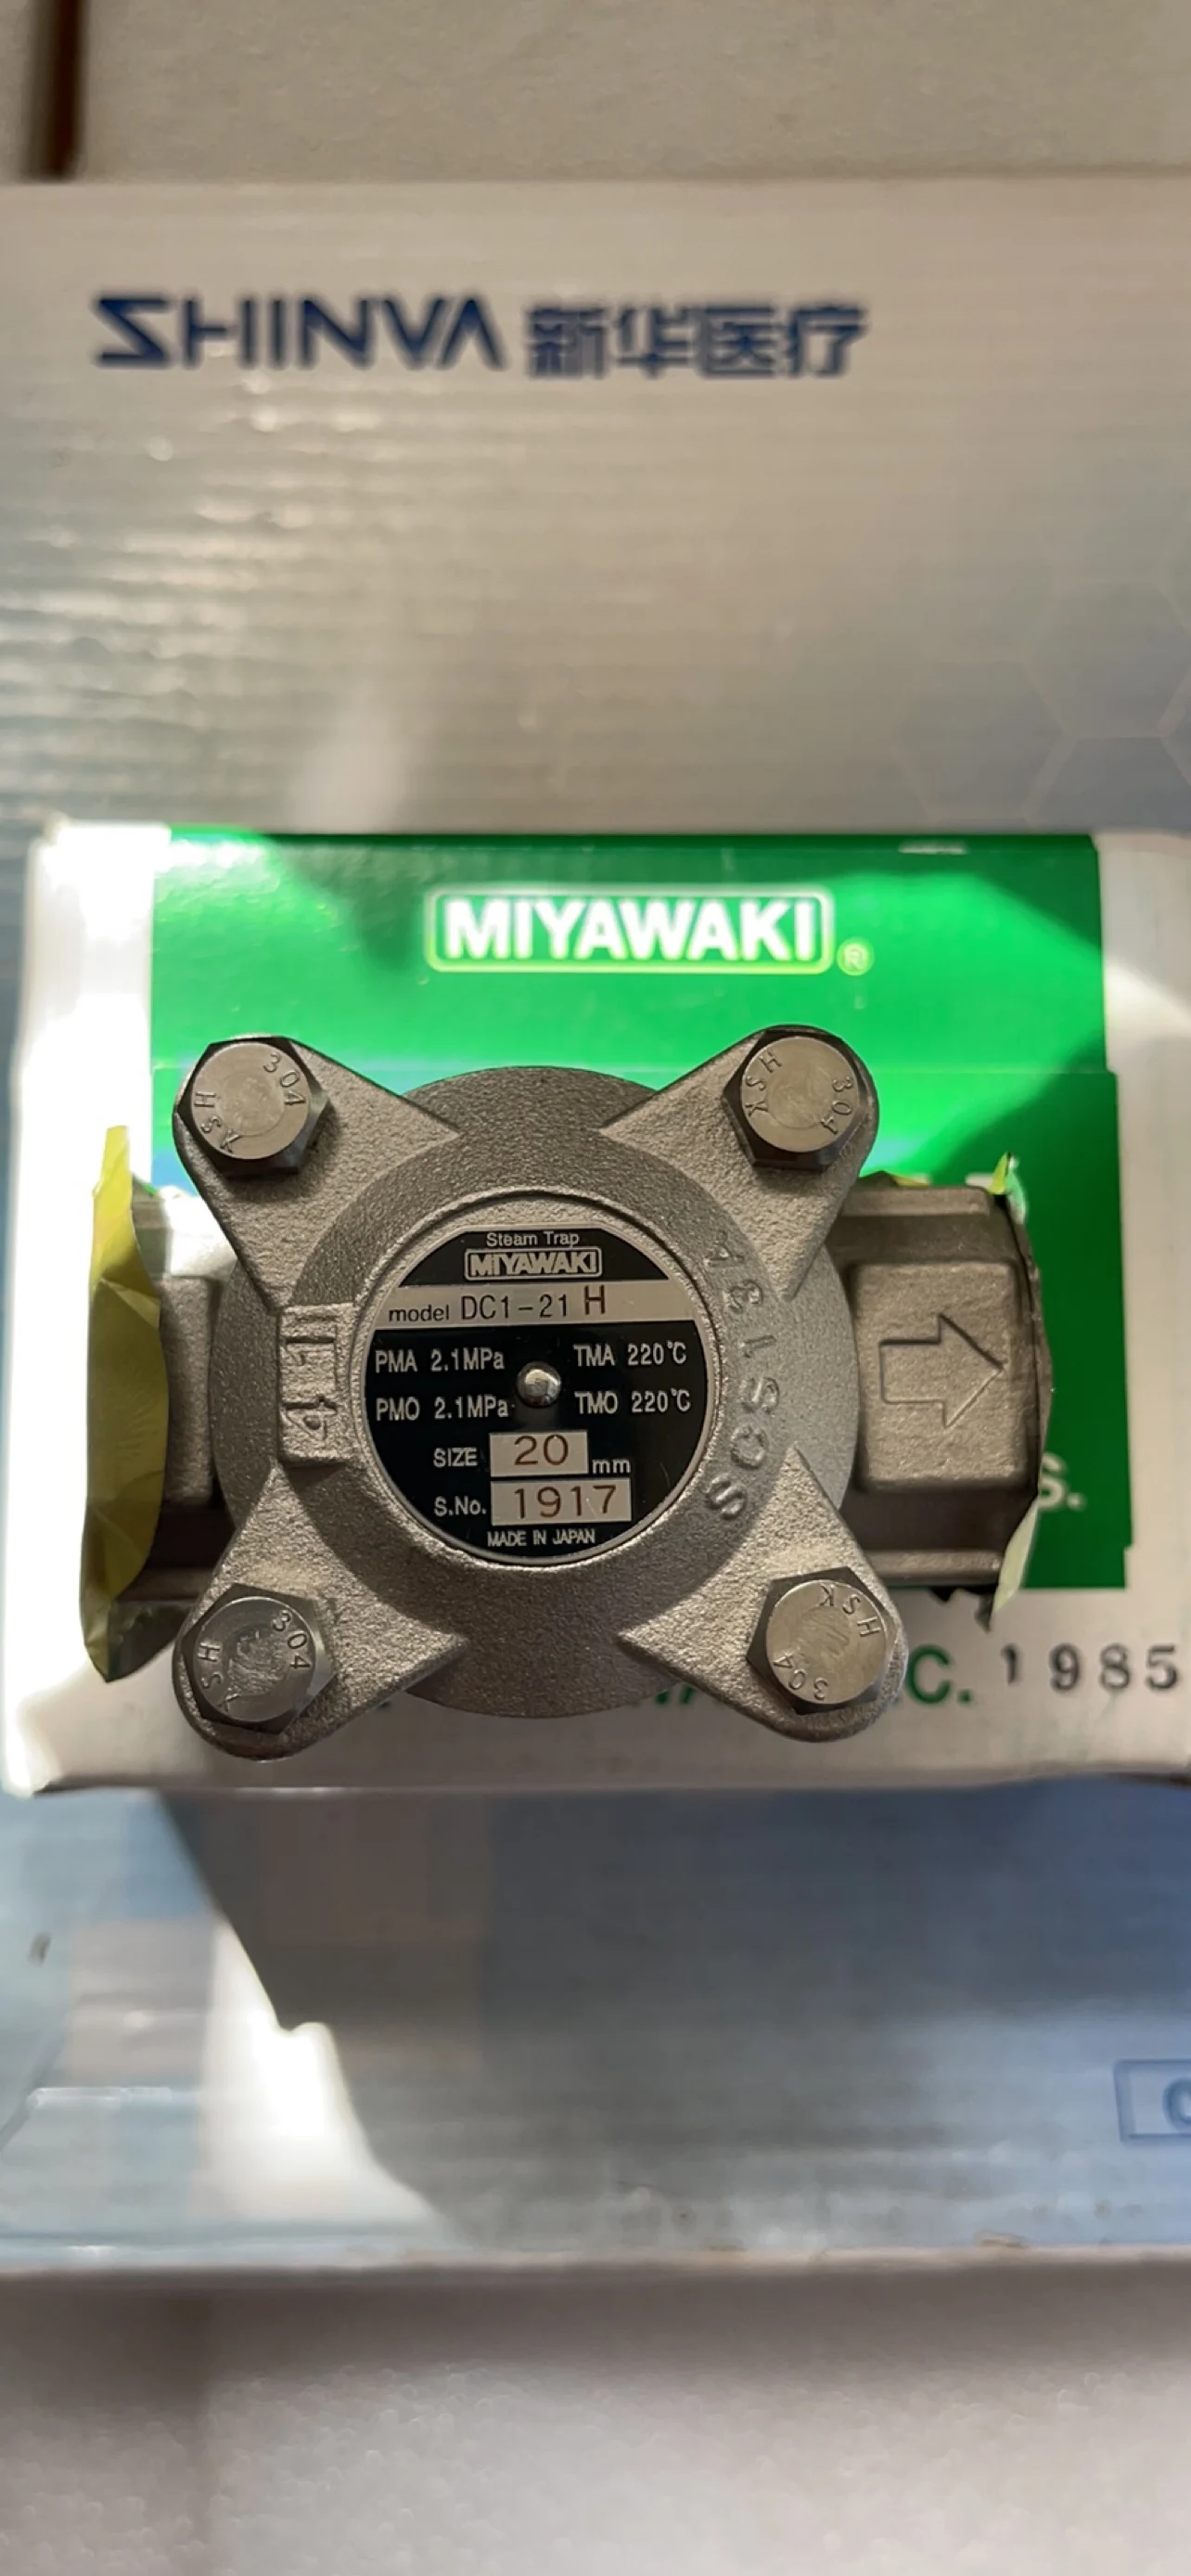 SHINVA 新华医疗
MIYAWAKI ®
304
YSH
HSK
304
Steam Trap
MIYAWAKI
model DC1-21 H
PMA 2.1MPa TMA 220℃
PMO 2.1MPa TMO 220℃
SIZE 20 mm
S.No. 1917
MADE IN JAPAN
SCS13A
S.
304
YSH
HSK
304
C. 1985